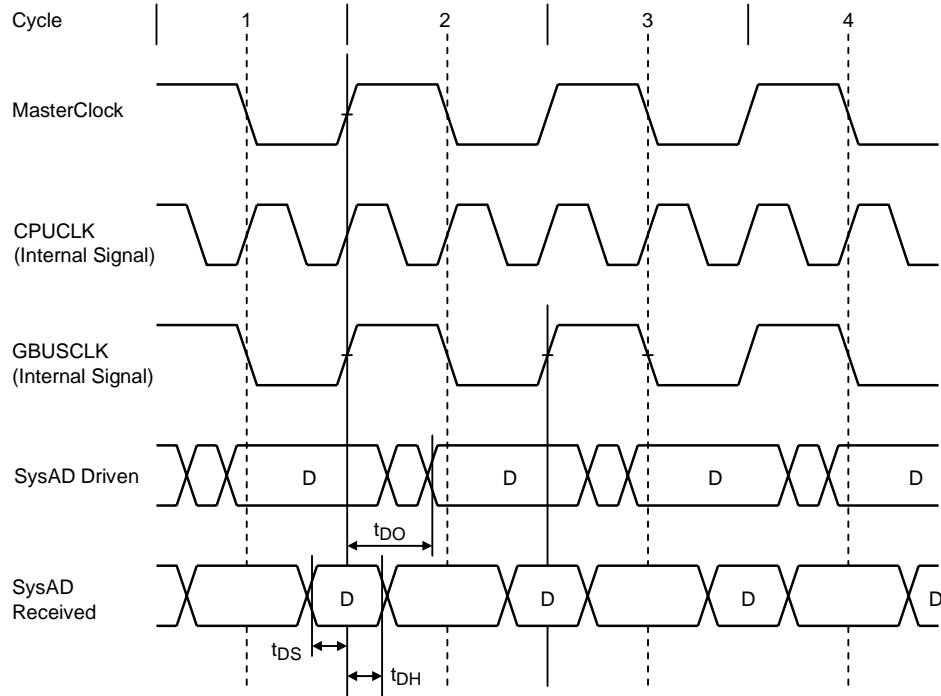 Cycle 1 2 3 4
MasterClock
CPUCLK
(Internal Signal)
GBUSCLK
(Internal Signal)
SysAD Driven D D D D
tDO
SysAD
Received D D D D
tDS
tDH